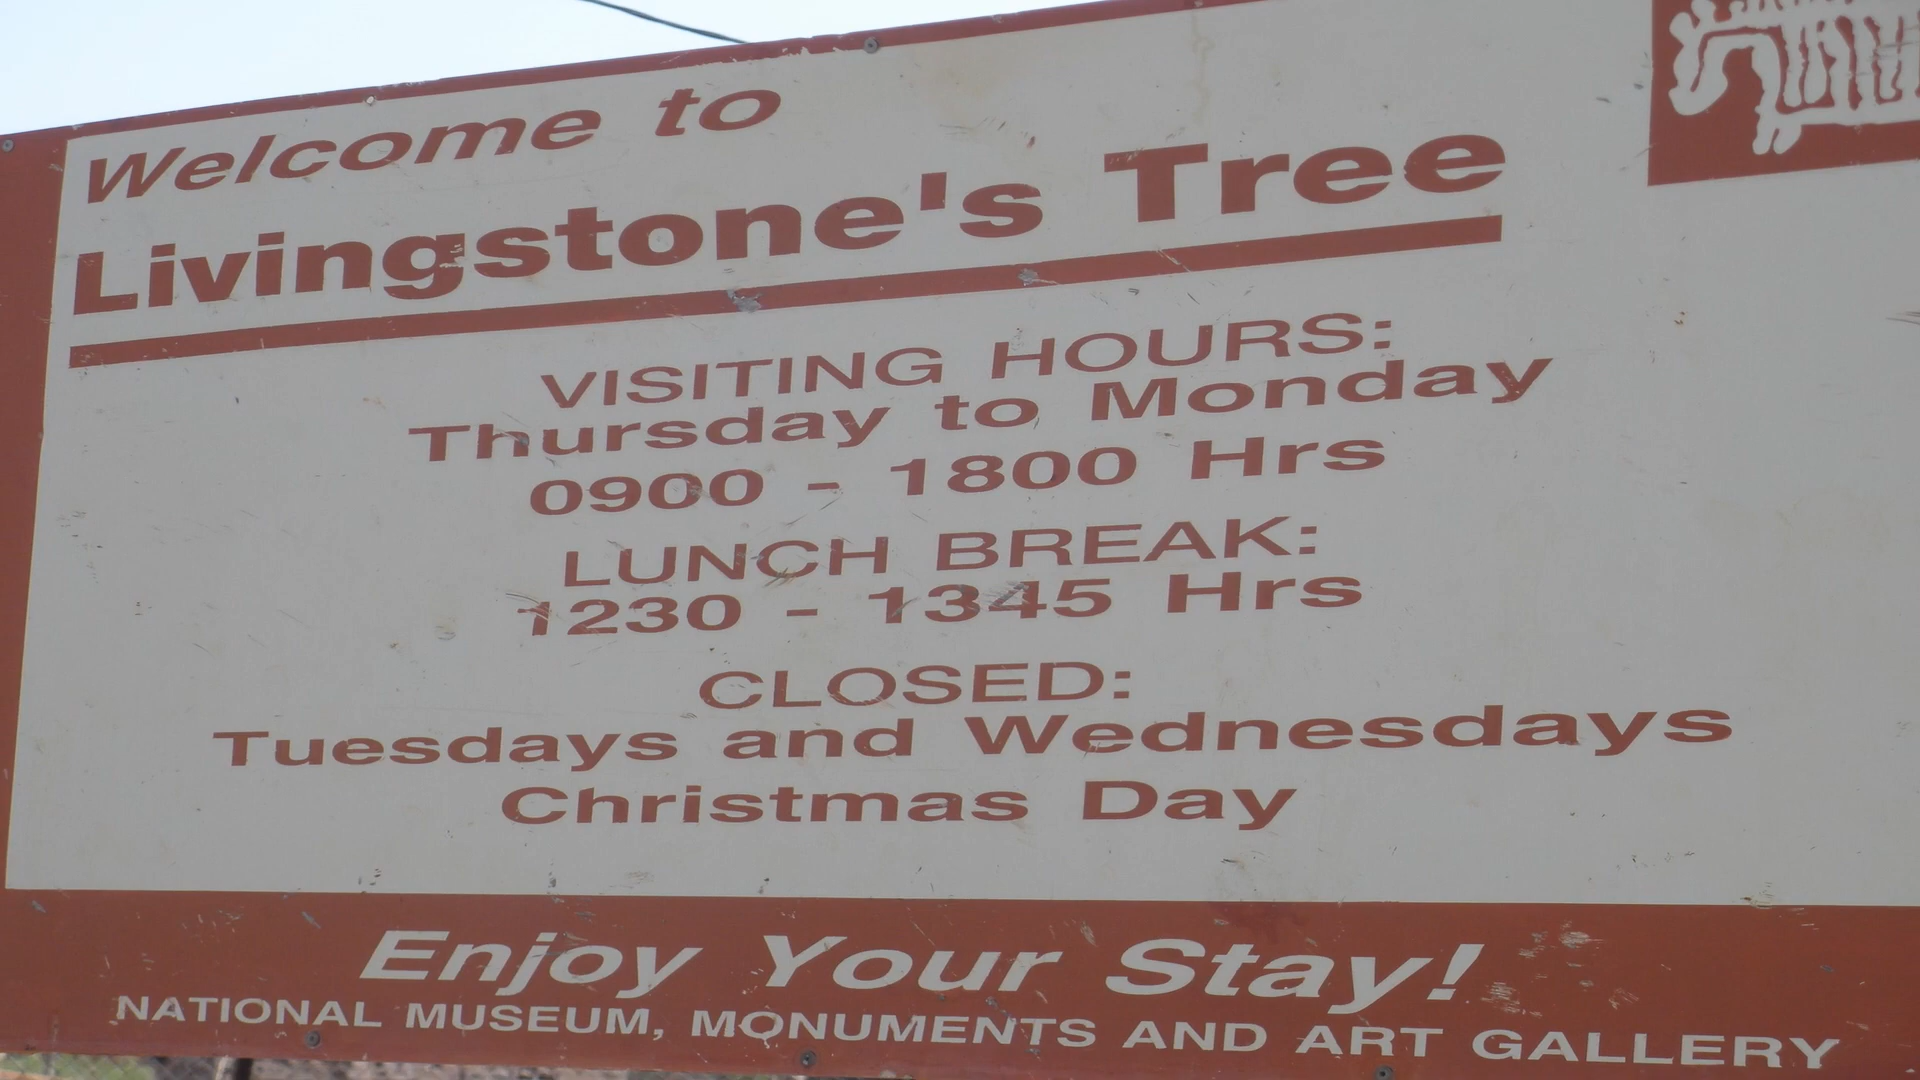 Welcome to
Livingstone's Tree
VISITING HOURS:
Thursday to Monday
0900 - 1800 Hrs
LUNCH BREAK:
1230 - 1345 Hrs
CLOSED:
Tuesdays and Wednesdays
Christmas Day
Enjoy Your Stay!
NATIONAL MUSEUM, MONUMENTS AND ART GALLERY